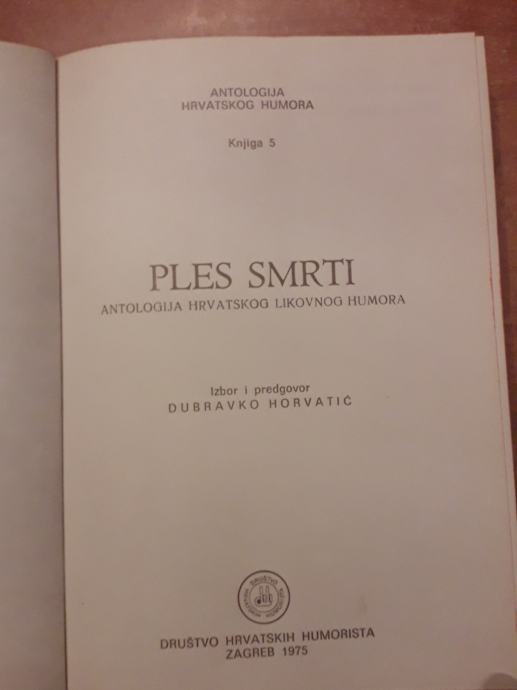 ANTOLOGIJA
HRVATSKOG HUMORA
Knjiga 5
PLES SMRTI
ANTOLOGIJA HRVATSKOG LIKOVNOG HUMORA
Izbor i predgovor
DUBRAVKO HORVATIĆ
DRUŠTVO HRVATSKIH HUMORISTA
ZAGREB 1975